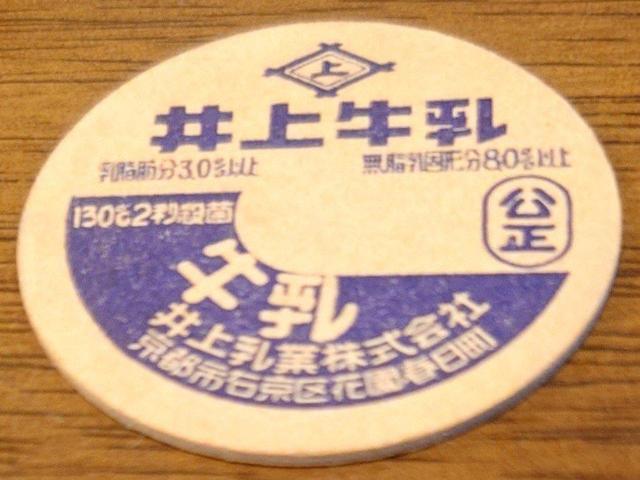 上
井上牛乳
乳脂肪分3.0%以上
無脂乳固形分8.0%以上
130℃2秒殺菌
公正
牛乳
井上乳業株式会社
京都市右京区花園春日町